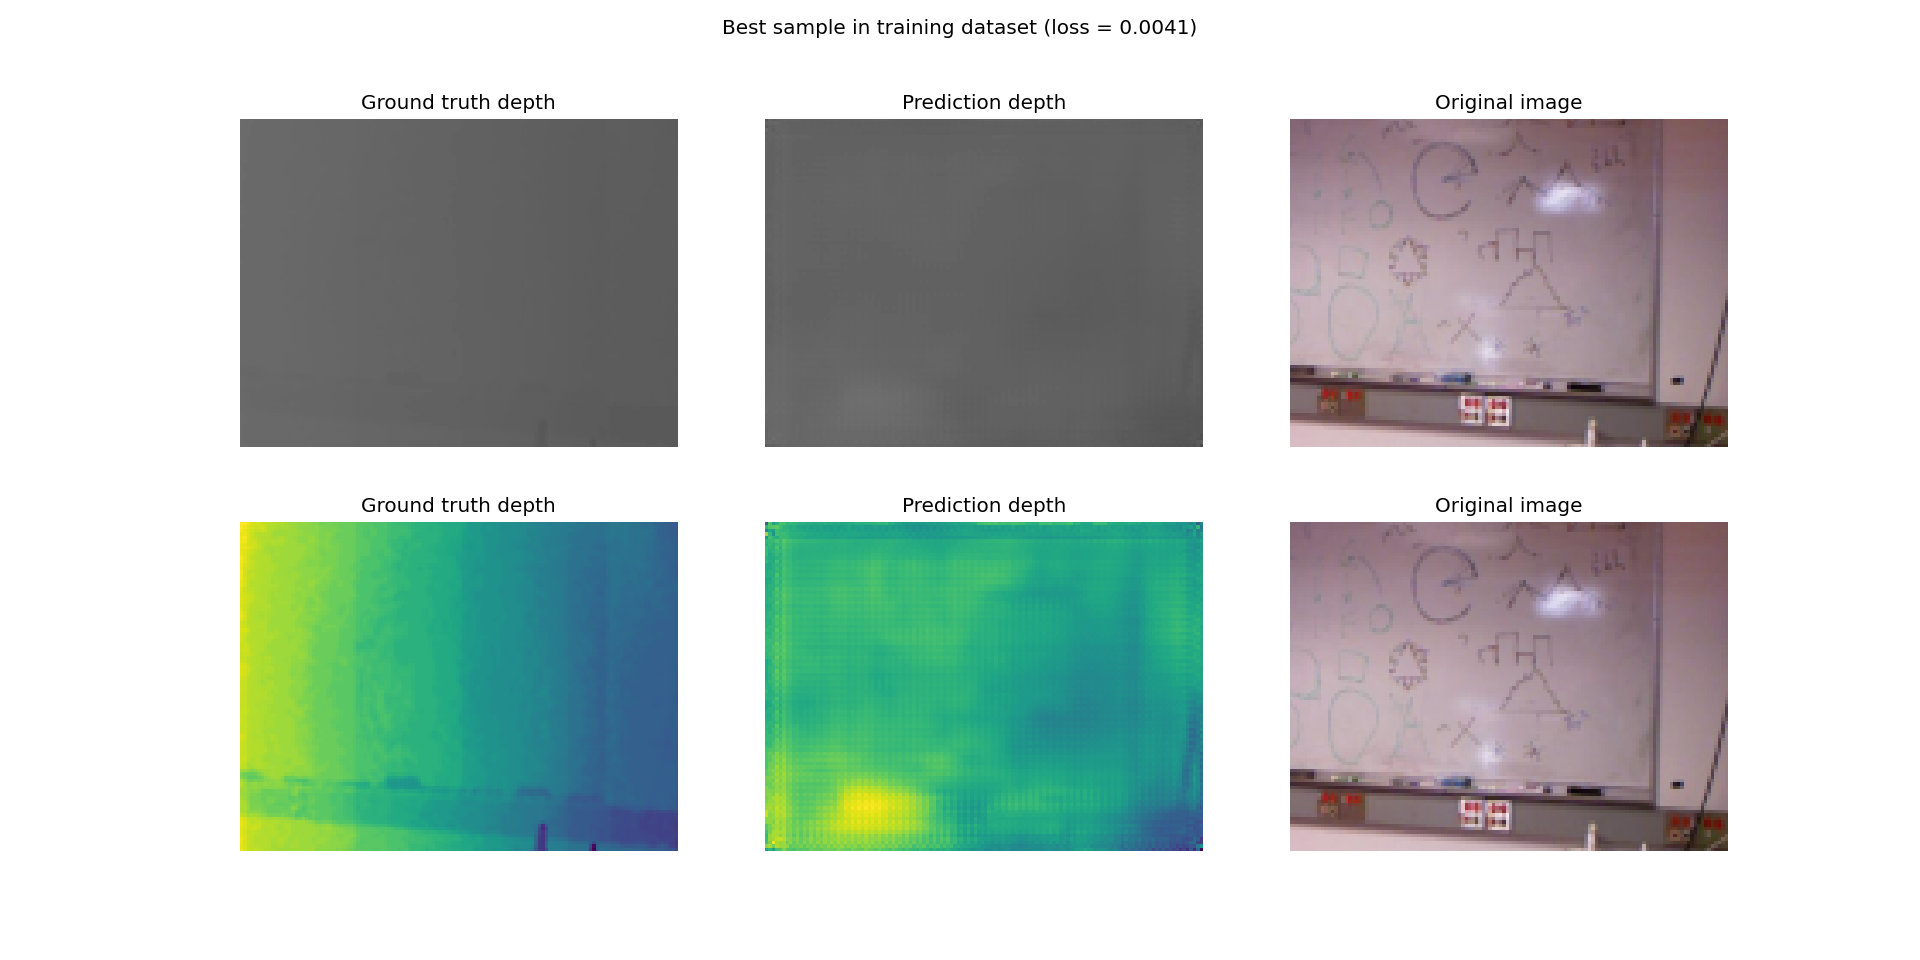 Best sample in training dataset (loss = 0.0041)
Ground truth depth
Prediction depth
Original image
Ground truth depth
Prediction depth
Original image